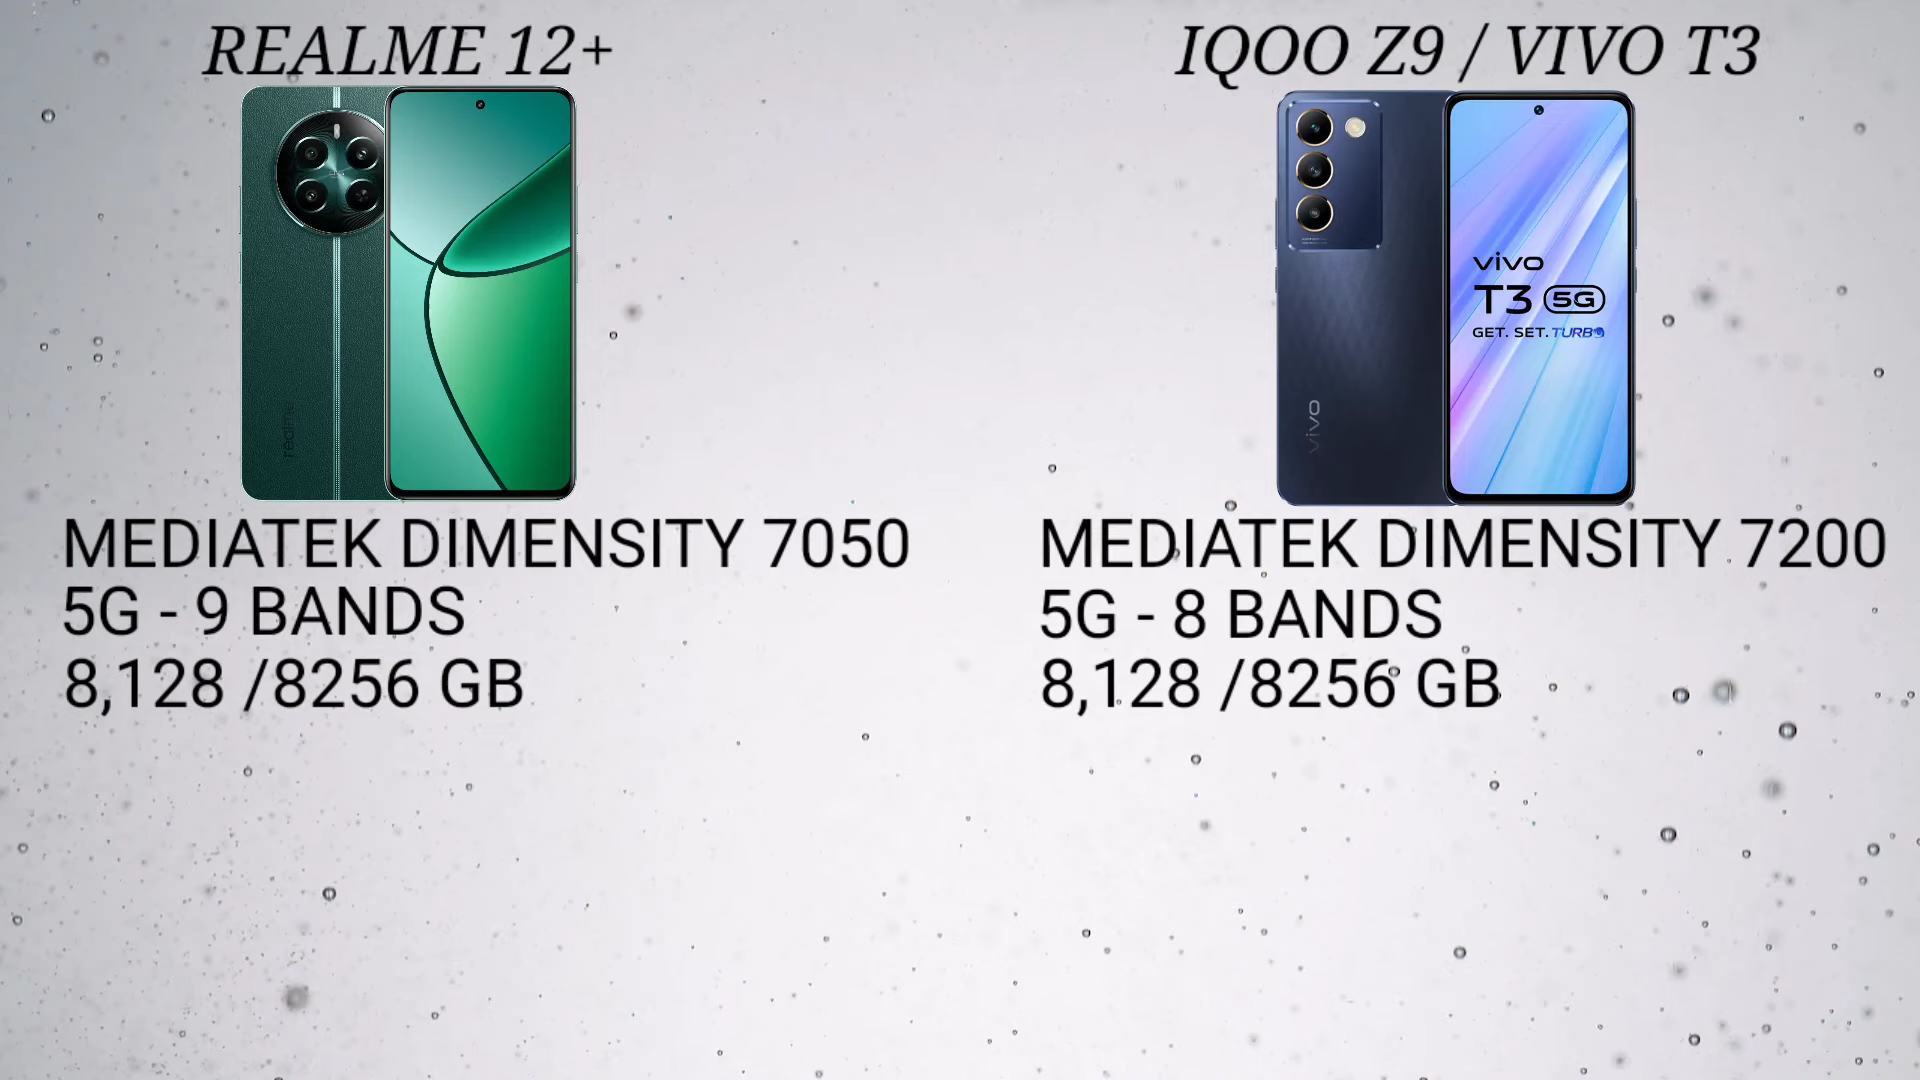 REALME 12+
IQOO Z9 / VIVO T3
realme
vivo
vivo
T3 5G
GET. SET. TURBO
MEDIATEK DIMENSITY 7050
5G - 9 BANDS
8,128 /8256 GB
MEDIATEK DIMENSITY 7200
5G - 8 BANDS
8,128 /8256 GB